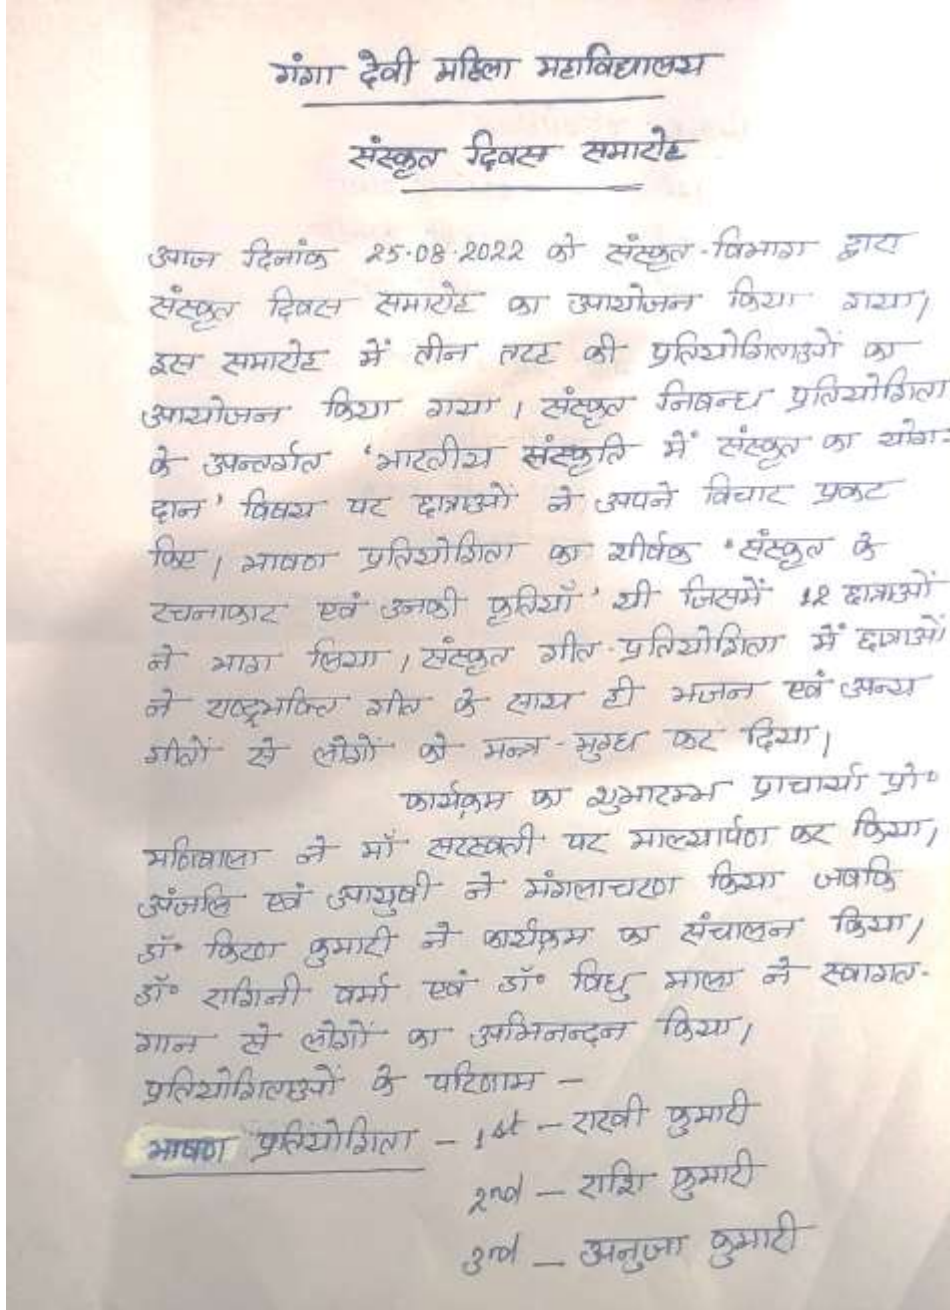 गंगा देवी महिला महाविद्यालय
संस्कृत दिवस समारोह
आज दिनांक 25.08.2022 को संस्कृत-विभाग द्वारा
संस्कृत दिवस समारोह का आयोजन किया गया।
इस समारोह में तीन तरह की प्रतियोगिताओं का
आयोजन किया गया। संस्कृत निबन्ध प्रतियोगिता
के अन्तर्गत 'भारतीय संस्कृति में संस्कृत का योग-
दान' विषय पर छात्राओं ने अपने विचार प्रकट
किए। भाषण प्रतियोगिता का शीर्षक 'संस्कृत के
रचनाकार एवं उनकी कृतियाँ' थी जिसमें 12 छात्राओं
ने भाग लिया। संस्कृत गीत-प्रतियोगिता में छात्राओं
ने राष्ट्रभक्ति गीत के साथ ही भजन एवं अन्य
गीतों से लोगों को मन्त्र-मुग्ध कर दिया।
कार्यक्रम का शुभारम्भ प्राचार्या प्रो॰
मणिबाला ने माँ सरस्वती पर माल्यार्पण कर किया।
अंजलि एवं आयुषी ने मंगलाचरण किया जबकि
डॉ॰ किरण कुमारी ने कार्यक्रम का संचालन किया।
डॉ॰ रागिनी वर्मा एवं डॉ॰ विधु माला ने स्वागत-
गान से लोगों का अभिनन्दन किया।
प्रतियोगिताओं के परिणाम –
भाषण प्रतियोगिता – 1st – राखी कुमारी
2nd – राशि कुमारी
3rd – अनुजा कुमारी